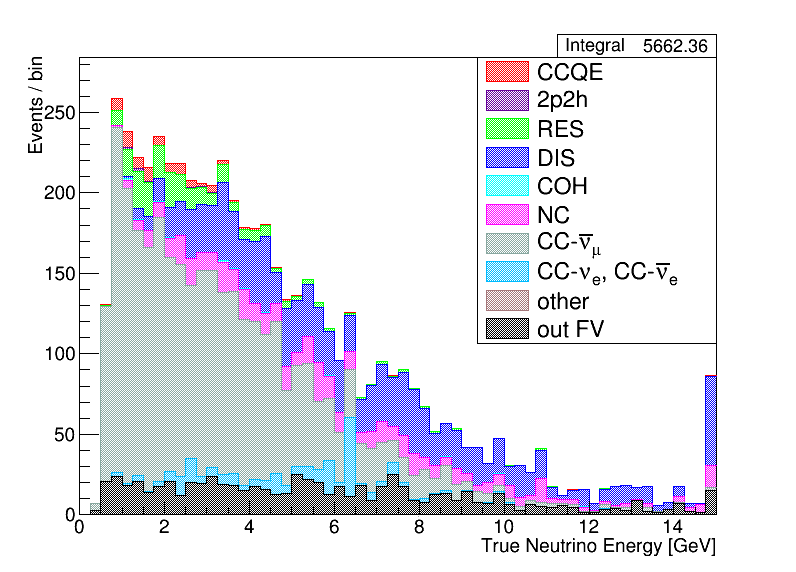 Integral 5662.36
Events / bin
CCQE
2p2h
RES
DIS
COH
NC
CC-ν̅μ
CC-νe, CC-ν̅e
other
out FV
250
200
150
100
50
0
0 2 4 6 8 10 12 14
True Neutrino Energy [GeV]